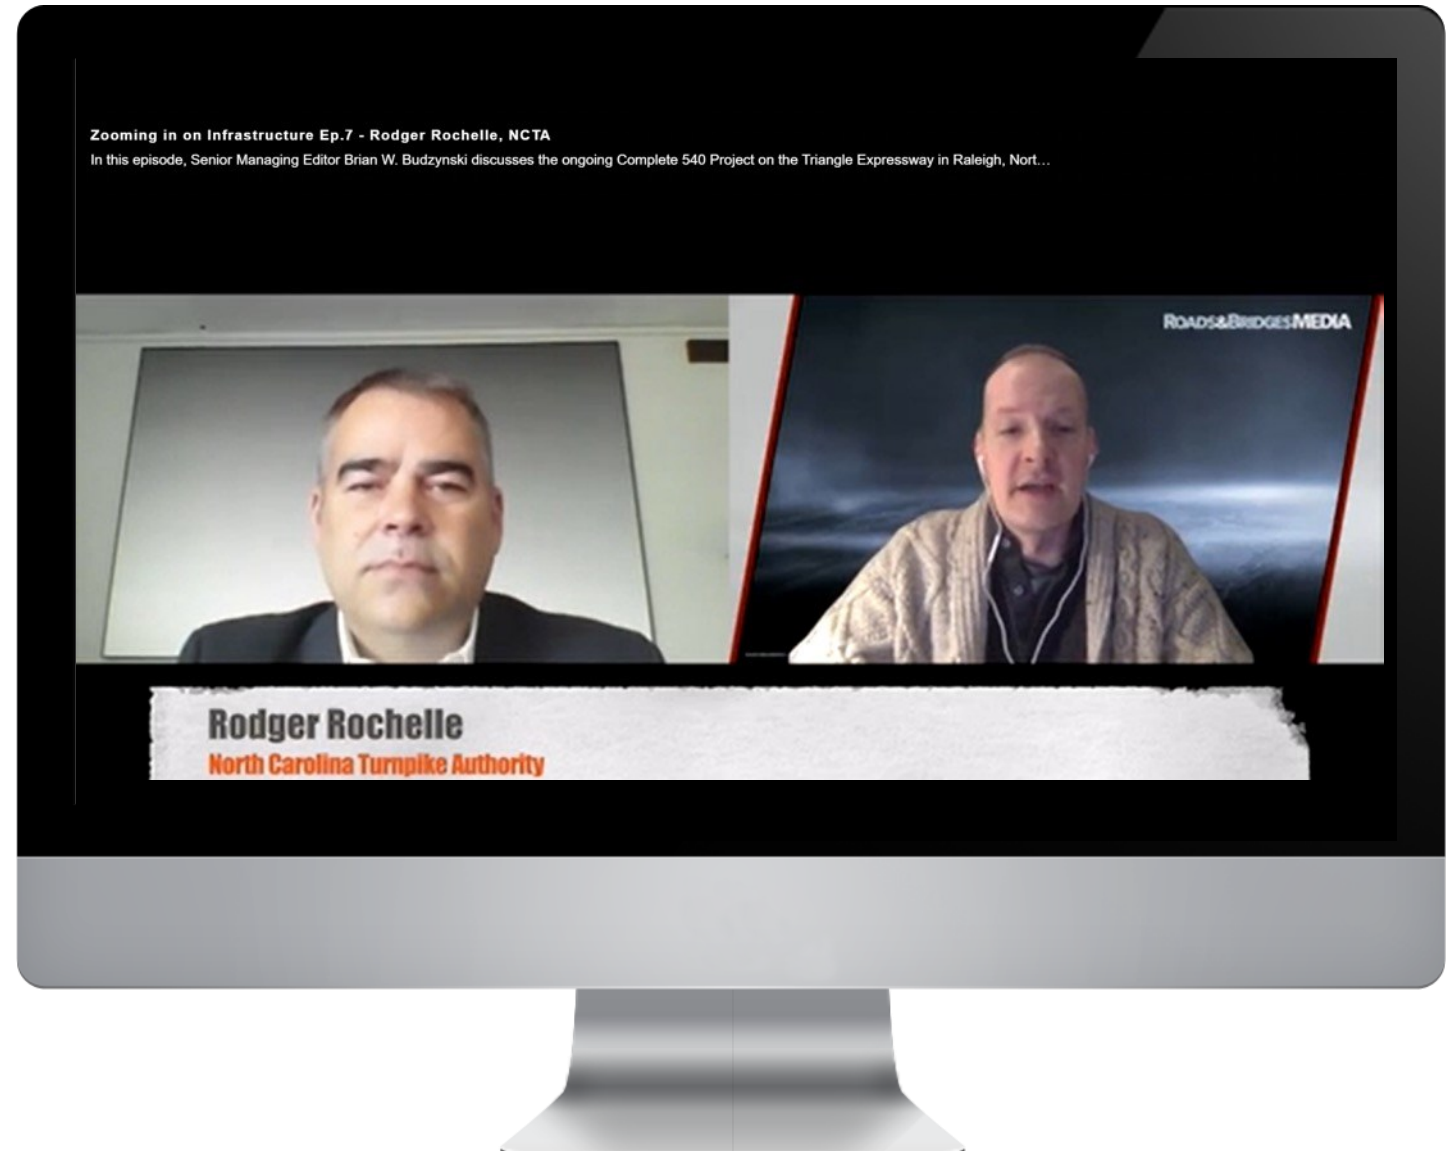 Zooming in on Infrastructure Ep.7 - Rodger Rochelle, NCTA
In this episode, Senior Managing Editor Brian W. Budzynski discusses the ongoing Complete 540 Project on the Triangle Expressway in Raleigh, Nort...
ROADS&BRIDGES MEDIA
Rodger Rochelle
North Carolina Turnpike Authority